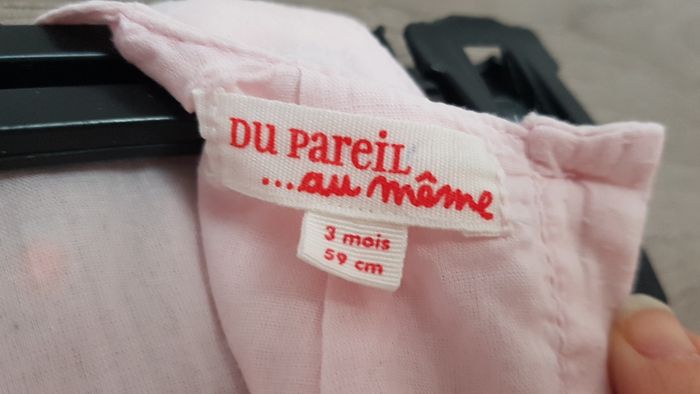 DU PAREIL
...au même
3 mois
59 cm